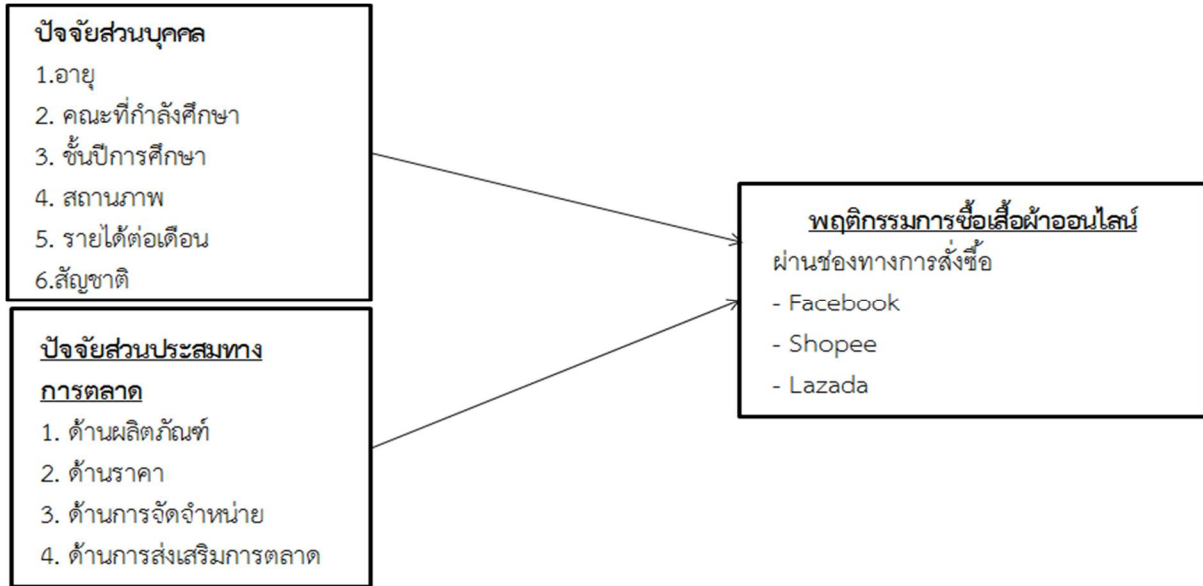 ปัจจัยส่วนบุคคล
1.อายุ
2. คณะที่กำลังศึกษา
3. ชั้นปีการศึกษา
4. สถานภาพ
5. รายได้ต่อเดือน
6.สัญชาติ
ปัจจัยส่วนประสมทาง
การตลาด
1. ด้านผลิตภัณฑ์
2. ด้านราคา
3. ด้านการจัดจำหน่าย
4. ด้านการส่งเสริมการตลาด
พฤติกรรมการซื้อเสื้อผ้าออนไลน์
ผ่านช่องทางการสั่งซื้อ
- Facebook
- Shopee
- Lazada